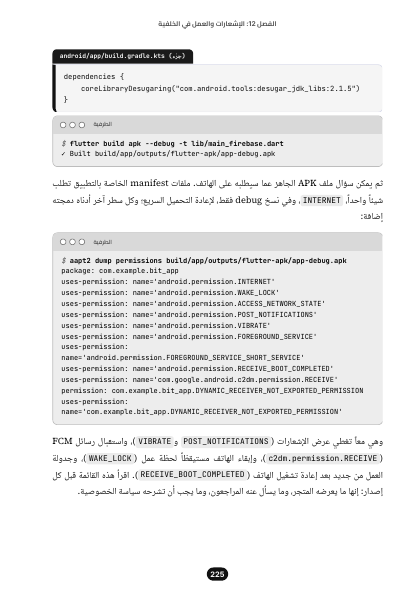 الفصل 12: الإشعارات والعمل في الخلفية
android/app/build.gradle.kts (جزء)
dependencies {
coreLibraryDesugaring("com.android.tools:desugar_jdk_libs:2.1.5")
}
الطرفية
$ flutter build apk --debug -t lib/main_firebase.dart
✓ Built build/app/outputs/flutter-apk/app-debug.apk
ثم يمكن سؤال ملف APK الجاهز عما سيطلبه على الهاتف. ملفات manifest الخاصة بالتطبيق تطلب
شيئاً واحداً، INTERNET، وفي نسخ debug فقط، لإعادة التحميل السريع؛ وكل سطر آخر أدناه دمجته
إضافة:
الطرفية
$ aapt2 dump permissions build/app/outputs/flutter-apk/app-debug.apk
package: com.example.bit_app
uses-permission: name='android.permission.INTERNET'
uses-permission: name='android.permission.WAKE_LOCK'
uses-permission: name='android.permission.ACCESS_NETWORK_STATE'
uses-permission: name='android.permission.POST_NOTIFICATIONS'
uses-permission: name='android.permission.VIBRATE'
uses-permission: name='android.permission.FOREGROUND_SERVICE'
uses-permission:
name='android.permission.FOREGROUND_SERVICE_SHORT_SERVICE'
uses-permission: name='android.permission.RECEIVE_BOOT_COMPLETED'
uses-permission: name='com.google.android.c2dm.permission.RECEIVE'
permission: com.example.bit_app.DYNAMIC_RECEIVER_NOT_EXPORTED_PERMISSION
uses-permission:
name='com.example.bit_app.DYNAMIC_RECEIVER_NOT_EXPORTED_PERMISSION'
وهي معاً تغطي عرض الإشعارات (POST_NOTIFICATIONS و VIBRATE)، واستقبال رسائل FCM
(c2dm.permission.RECEIVE)، وإبقاء الهاتف مستيقظاً لحظة عمل (WAKE_LOCK)، وجدولة
العمل من جديد بعد إعادة تشغيل الهاتف (RECEIVE_BOOT_COMPLETED). اقرأ هذه القائمة قبل كل
إصدار: إنها ما يعرضه المتجر، وما يسأل عنه المراجعون، وما يجب أن تشرحه سياسة الخصوصية.
225